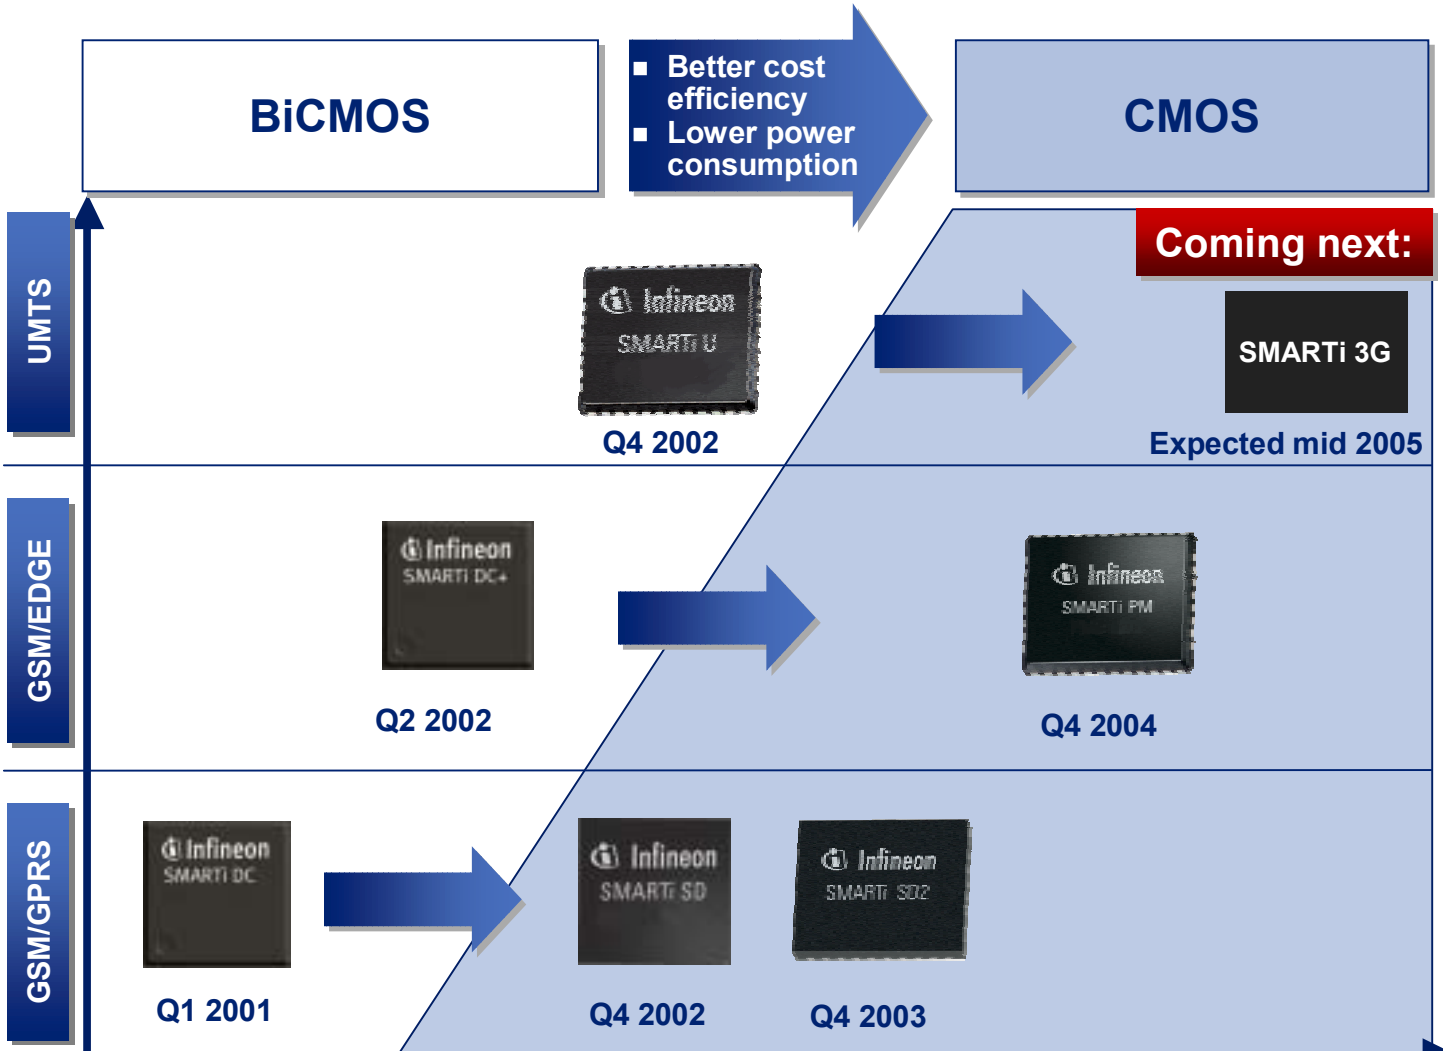 BiCMOS
Better cost
efficiency
Lower power
consumption
CMOS
Coming next:
UMTS
Infineon
SMARTi U
Q4 2002
SMARTi 3G
Expected mid 2005
GSM/EDGE
Infineon
SMARTi DC+
Q2 2002
Infineon
SMARTi PM
Q4 2004
GSM/GPRS
Infineon
SMARTi DC
Q1 2001
Infineon
SMARTi SD
Q4 2002
Infineon
SMARTi SD2
Q4 2003